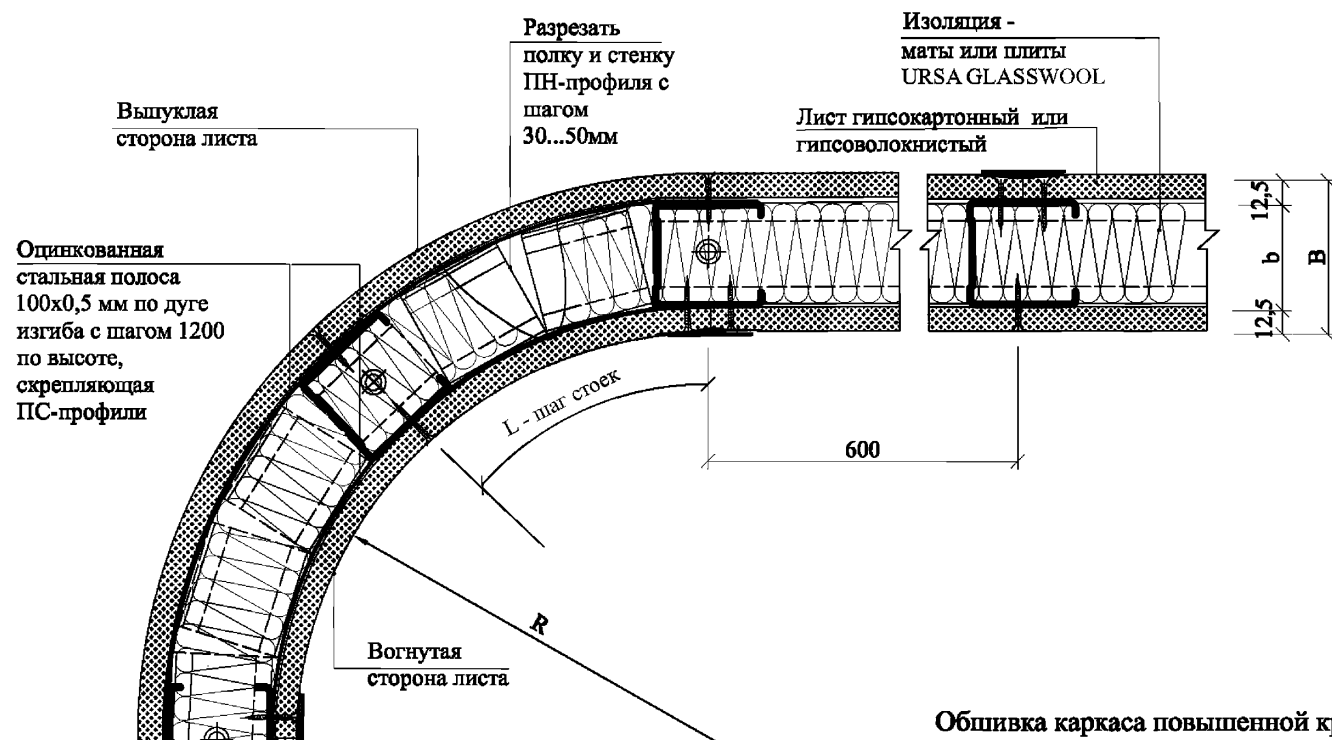 Разрезать
полку и стенку
ПН-профиля с
шагом
30...50мм
Изоляция -
маты или плиты
URSA GLASSWOOL
Выпуклая
сторона листа
Лист гипсокартонный или
гипсоволокнистый
Оцинкованная
стальная полоса
100х0,5 мм по дуге
изгиба с шагом 1200
по высоте,
скрепляющая
ПС-профили
12,5
b
B
12,5
L - шаг стоек
600
R
Вогнутая
сторона листа
Обшивка каркаса повышенной